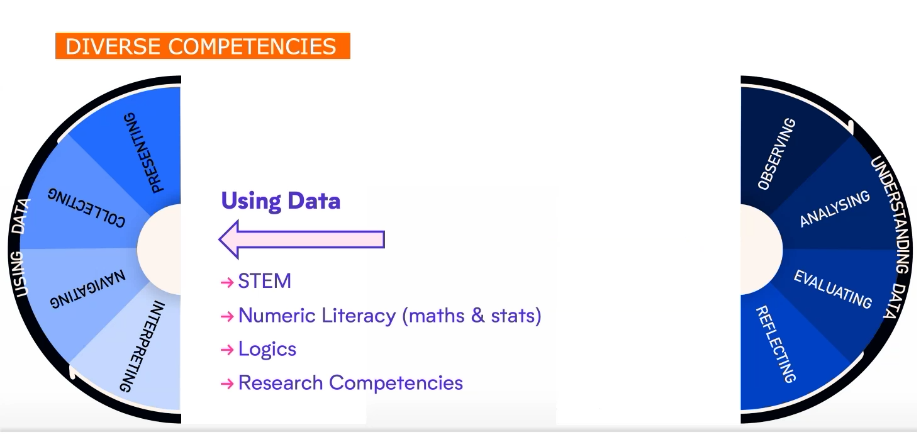 DIVERSE COMPETENCIES
USING DATA
PRESENTING
COLLECTING
NAVIGATING
INTERPRETING
Using Data
→ STEM
→ Numeric Literacy (maths & stats)
→ Logics
→ Research Competencies
OBSERVING
ANALYSING
EVALUATING
REFLECTING
UNDERSTANDING DATA